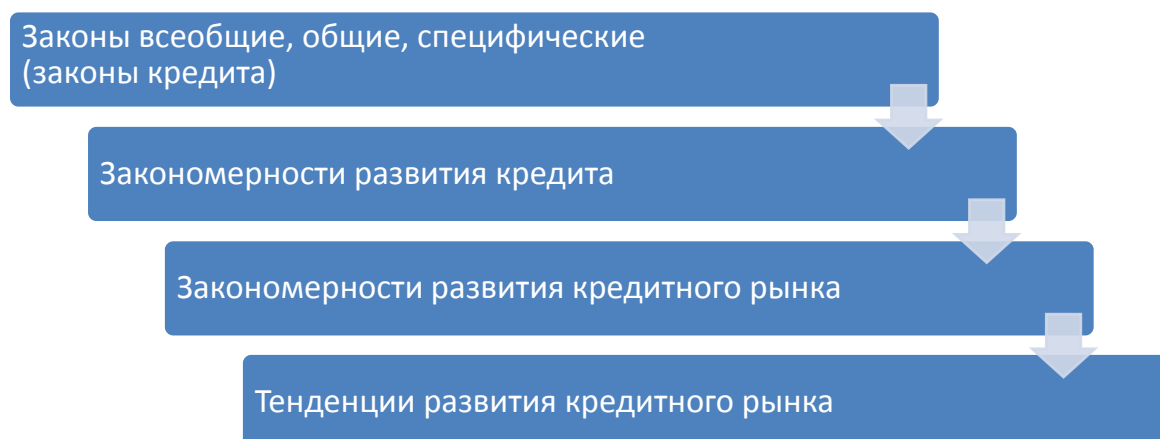 Законы всеобщие, общие, специфические
(законы кредита)
Закономерности развития кредита
Закономерности развития кредитного рынка
Тенденции развития кредитного рынка